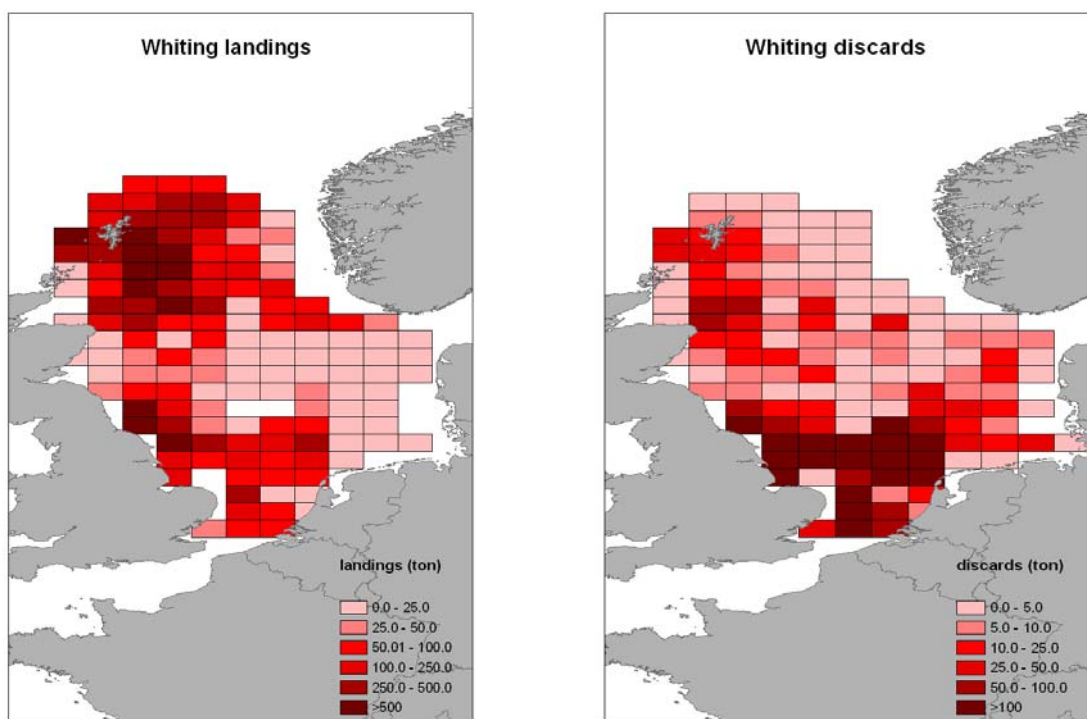 Whiting landings
landings (ton)
0.0 - 25.0
25.0 - 50.0
50.01 - 100.0
100.0 - 250.0
250.0 - 500.0
>500
Whiting discards
discards (ton)
0.0 - 5.0
5.0 - 10.0
10.0 - 25.0
25.0 - 50.0
50.0 - 100.0
>100